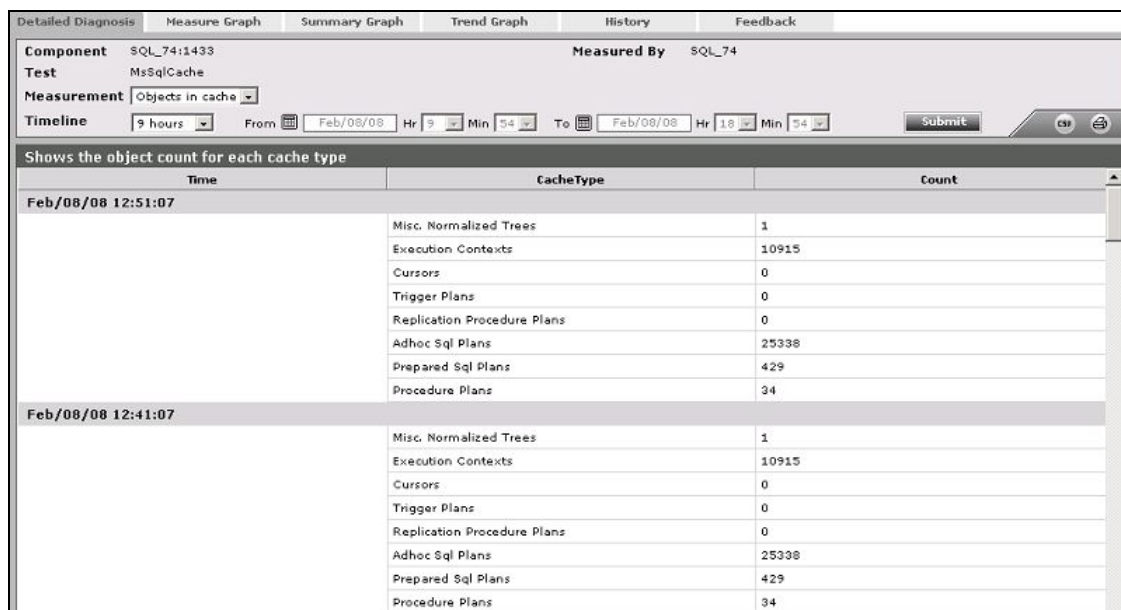 Detailed Diagnosis Measure Graph Summary Graph Trend Graph History Feedback
Component SQL_74:1433 Measured By SQL_74
Test MsSqlCache
Measurement Objects in cache
Timeline 9 hours From Feb/08/08 Hr 9 Min 54 To Feb/08/08 Hr 18 Min 54 Submit CSV
Shows the object count for each cache type
Time CacheType Count
Feb/08/08 12:51:07
Misc. Normalized Trees 1
Execution Contexts 10915
Cursors 0
Trigger Plans 0
Replication Procedure Plans 0
Adhoc Sql Plans 25338
Prepared Sql Plans 429
Procedure Plans 34
Feb/08/08 12:41:07
Misc. Normalized Trees 1
Execution Contexts 10915
Cursors 0
Trigger Plans 0
Replication Procedure Plans 0
Adhoc Sql Plans 25338
Prepared Sql Plans 429
Procedure Plans 34